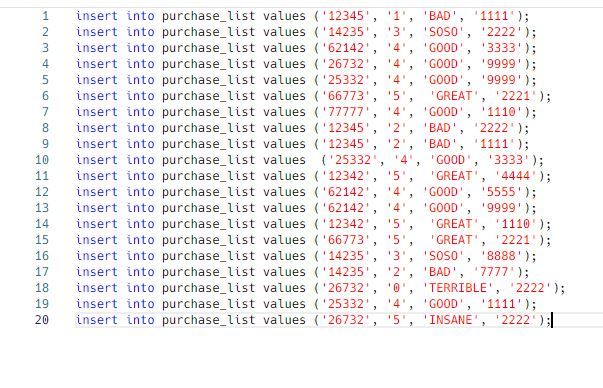 1 insert into purchase_list values ('12345', '1', 'BAD', '1111');
2 insert into purchase_list values ('14235', '3', 'SOSO', '2222');
3 insert into purchase_list values ('62142', '4', 'GOOD', '3333');
4 insert into purchase_list values ('26732', '4', 'GOOD', '9999');
5 insert into purchase_list values ('25332', '4', 'GOOD', '9999');
6 insert into purchase_list values ('66773', '5',  'GREAT', '2221');
7 insert into purchase_list values ('77777', '4', 'GOOD', '1110');
8 insert into purchase_list values ('12345', '2', 'BAD', '2222');
9 insert into purchase_list values ('12345', '2', 'BAD', '1111');
10 insert into purchase_list values  ('25332', '4', 'GOOD', '3333');
11 insert into purchase_list values ('12342', '5',  'GREAT', '4444');
12 insert into purchase_list values ('62142', '4', 'GOOD', '5555');
13 insert into purchase_list values ('62142', '4', 'GOOD', '9999');
14 insert into purchase_list values ('12342', '5',  'GREAT', '1110');
15 insert into purchase_list values ('66773', '5',  'GREAT', '2221');
16 insert into purchase_list values ('14235', '3', 'SOSO', '8888');
17 insert into purchase_list values ('14235', '2', 'BAD', '7777');
18 insert into purchase_list values ('26732', '0', 'TERRIBLE', '2222');
19 insert into purchase_list values ('25332', '4', 'GOOD', '1111');
20 insert into purchase_list values ('26732', '5', 'INSANE', '2222');